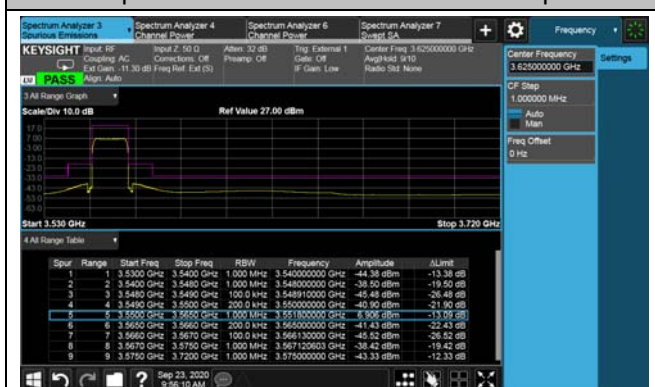 Spectrum Analyzer 3
Spurious Emissions
Spectrum Analyzer 4
Channel Power
Spectrum Analyzer 6
Channel Power
Spectrum Analyzer 7
Swept SA
+
Frequency
KEYSIGHT Input: RF
Coupling: AC
Ext Gain: -11.30 dB
Align: Auto
Input Z: 50 Ω
Corrections: Off
Freq Ref: Ext (S)
Atten: 32 dB
Preamp: Off
Trig: External 1
Gate: Off
IF Gain: Low
Center Freq: 3.625000000 GHz
Avg|Hold: 9/10
Radio Std: None
PASS
Center Frequency
3.625000000 GHz
Settings
CF Step
1.000000 MHz
Auto
Man
Freq Offset
0 Hz
3 All Range Graph
Scale/Div 10.0 dB
Ref Value 27.00 dBm
17.0
7.00
-3.00
-13.0
-23.0
-33.0
-43.0
-53.0
-63.0
Start 3.530 GHz
Stop 3.720 GHz
4 All Range Table
Spur Range Start Freq Stop Freq RBW Frequency Amplitude ΔLimit
1 1 3.5300 GHz 3.5400 GHz 1.000 MHz 3.540000000 GHz -44.38 dBm -13.38 dB
2 2 3.5400 GHz 3.5480 GHz 1.000 MHz 3.548000000 GHz -38.50 dBm -19.50 dB
3 3 3.5480 GHz 3.5490 GHz 100.0 kHz 3.548910000 GHz -45.48 dBm -26.48 dB
4 4 3.5490 GHz 3.5500 GHz 200.0 kHz 3.550000000 GHz -40.90 dBm -21.90 dB
5 5 3.5500 GHz 3.5650 GHz 1.000 MHz 3.551800000 GHz 6.906 dBm -13.09 dB
6 6 3.5650 GHz 3.5660 GHz 200.0 kHz 3.565000000 GHz -41.43 dBm -22.43 dB
7 7 3.5660 GHz 3.5670 GHz 100.0 kHz 3.566130000 GHz -45.52 dBm -26.52 dB
8 8 3.5670 GHz 3.5750 GHz 1.000 MHz 3.567120603 GHz -38.42 dBm -19.42 dB
9 9 3.5750 GHz 3.7200 GHz 1.000 MHz 3.575000000 GHz -43.33 dBm -12.33 dB
Sep 23, 2020
9:56:10 AM